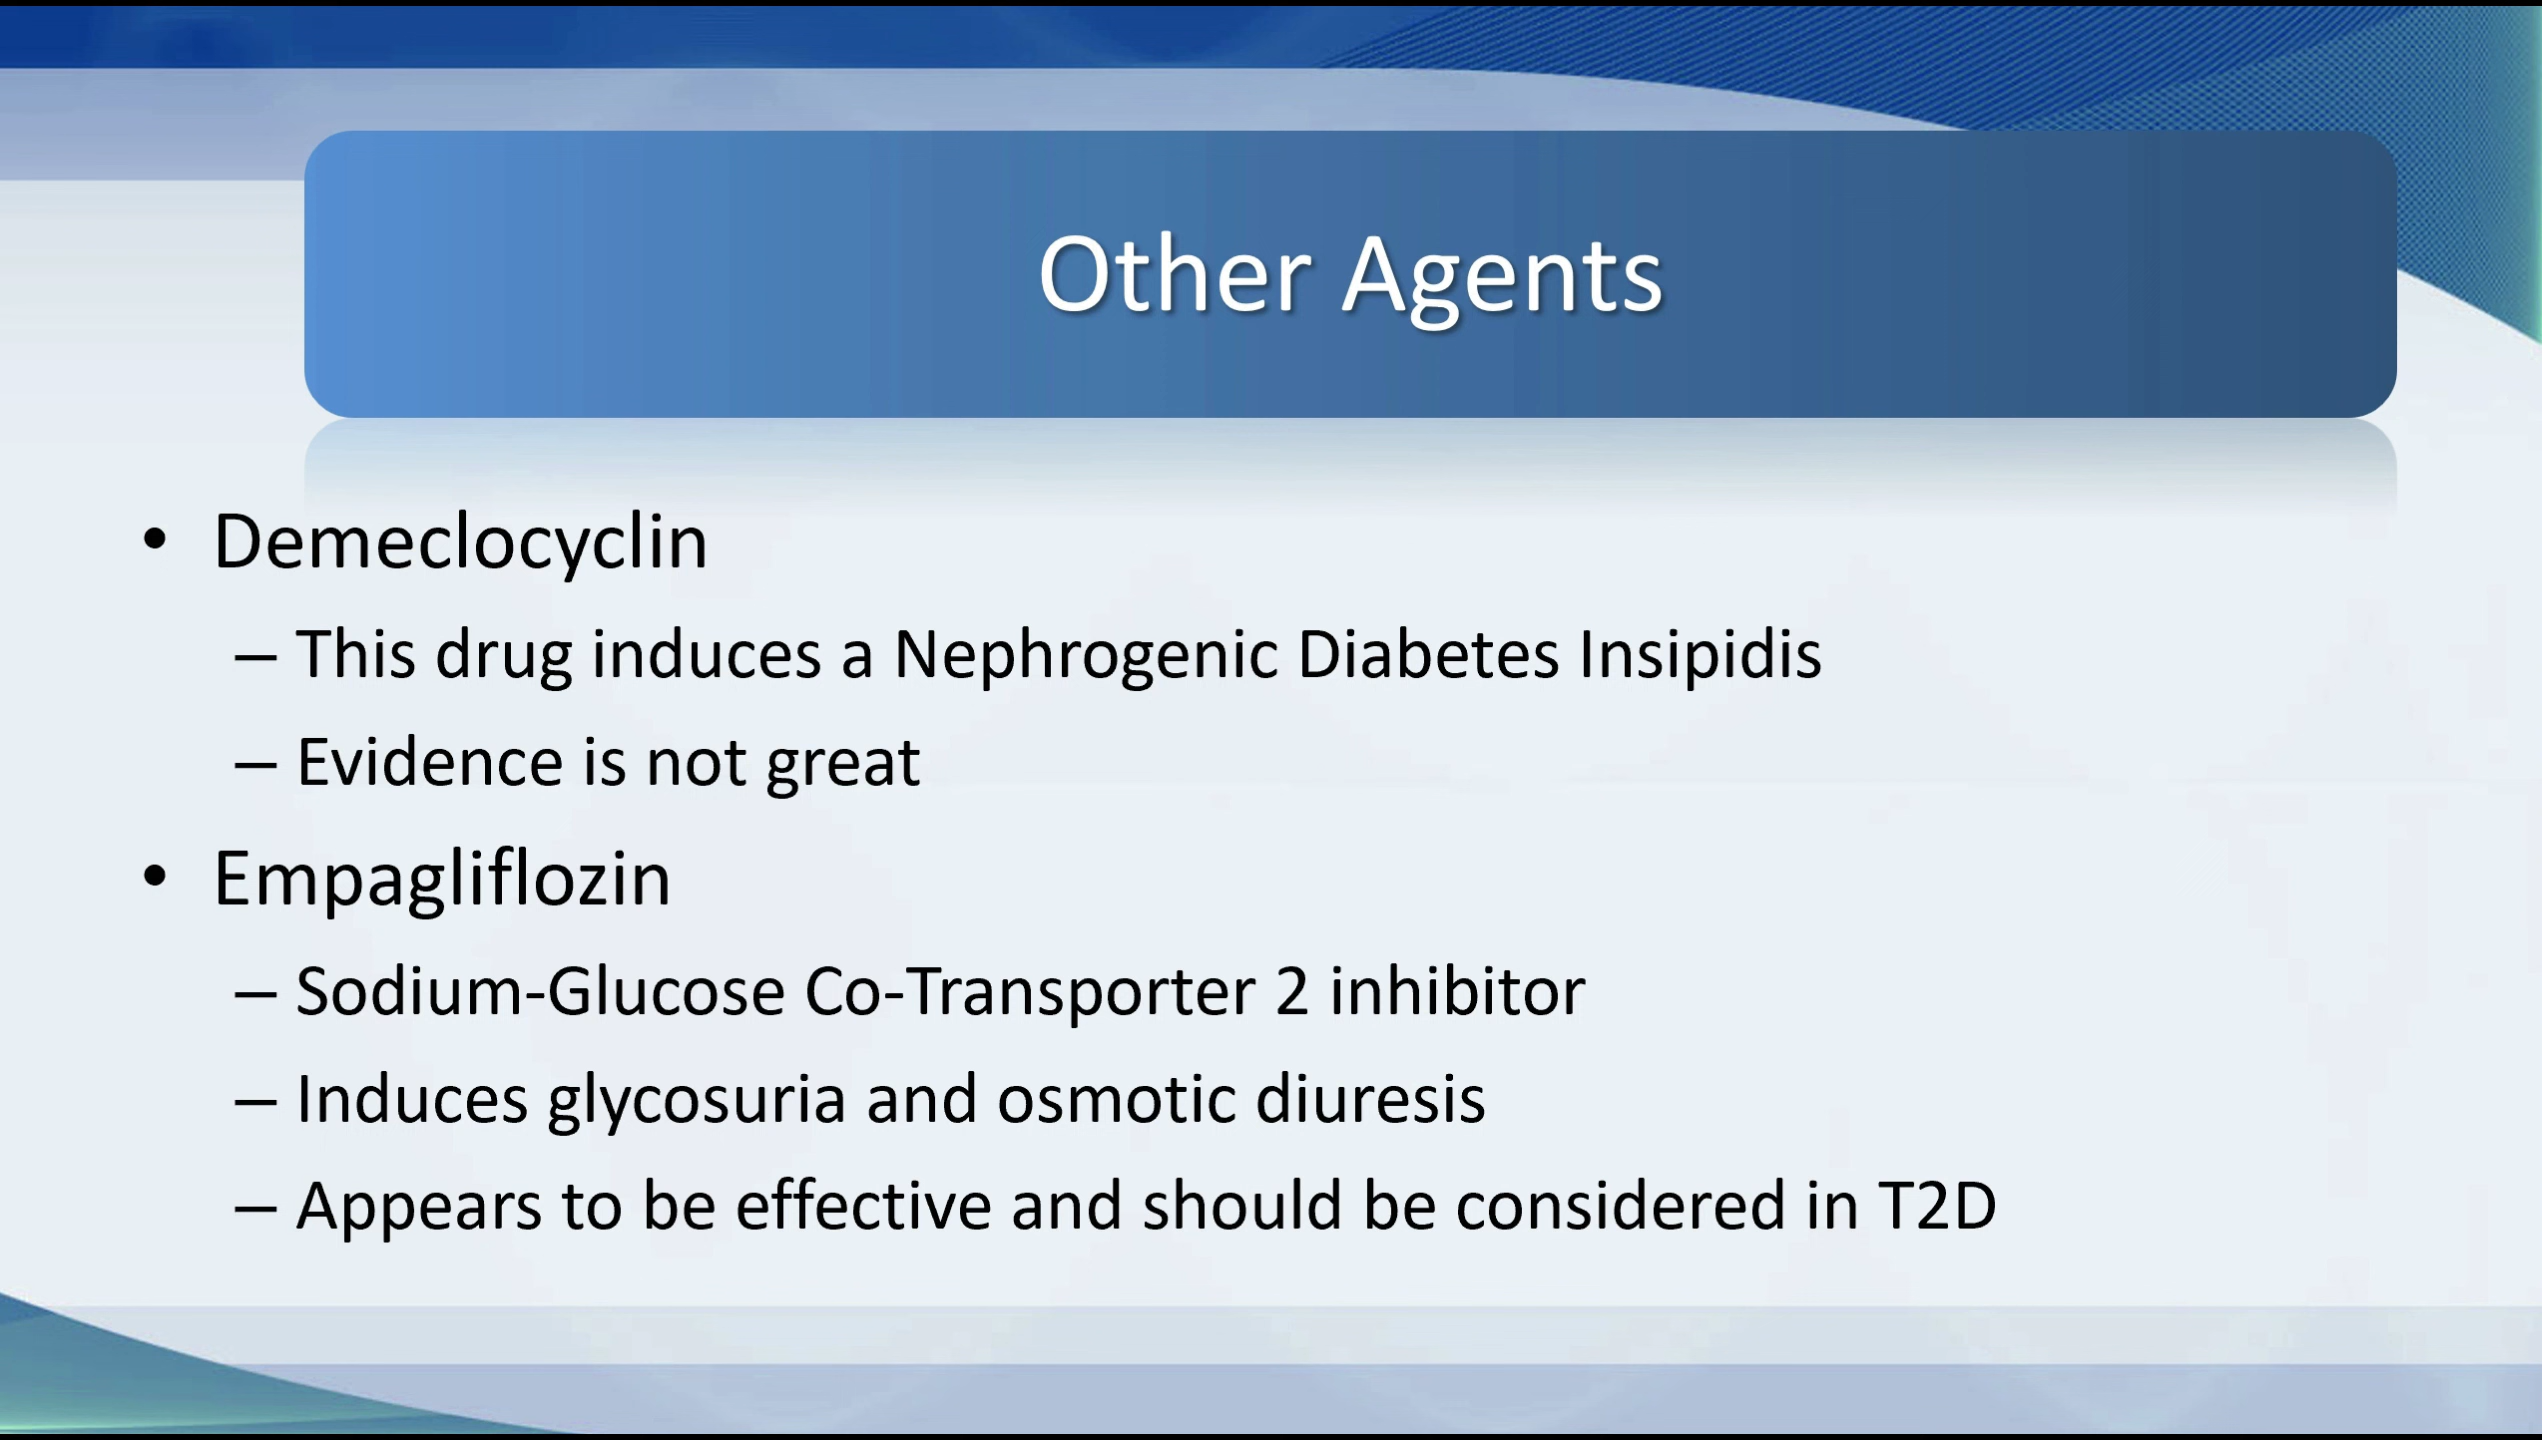 Other Agents
• Demeclocyclin
– This drug induces a Nephrogenic Diabetes Insipidis
– Evidence is not great
• Empagliflozin
– Sodium-Glucose Co-Transporter 2 inhibitor
– Induces glycosuria and osmotic diuresis
– Appears to be effective and should be considered in T2D